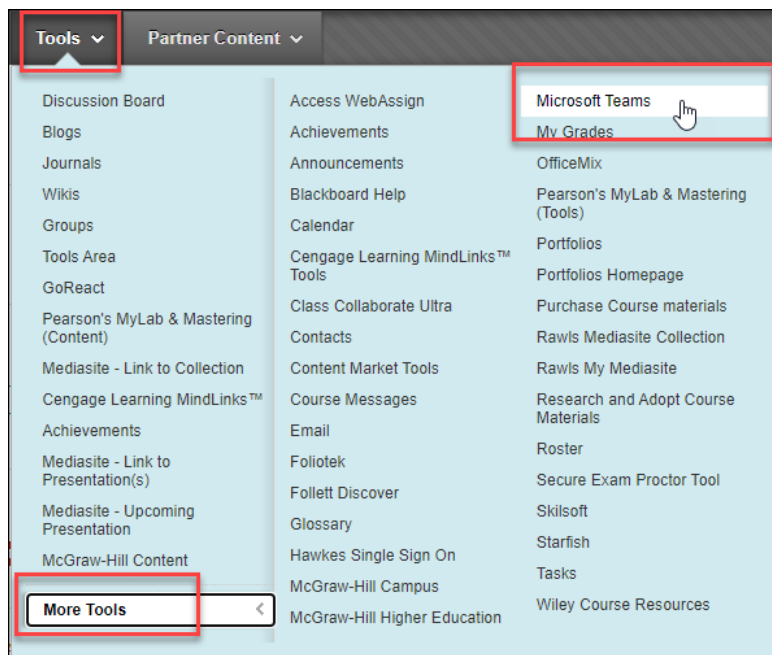 Tools
Partner Content
Discussion Board
Blogs
Journals
Wikis
Groups
Tools Area
GoReact
Pearson's MyLab & Mastering
(Content)
Mediasite - Link to Collection
Cengage Learning MindLinks™
Achievements
Mediasite - Link to
Presentation(s)
Mediasite - Upcoming
Presentation
McGraw-Hill Content
More Tools
Access WebAssign
Achievements
Announcements
Blackboard Help
Calendar
Cengage Learning MindLinks™
Tools
Class Collaborate Ultra
Contacts
Content Market Tools
Course Messages
Email
Foliotek
Follett Discover
Glossary
Hawkes Single Sign On
McGraw-Hill Campus
McGraw-Hill Higher Education
Microsoft Teams
My Grades
OfficeMix
Pearson's MyLab & Mastering
(Tools)
Portfolios
Portfolios Homepage
Purchase Course materials
Rawls Mediasite Collection
Rawls My Mediasite
Research and Adopt Course
Materials
Roster
Secure Exam Proctor Tool
Skilsoft
Starfish
Tasks
Wiley Course Resources